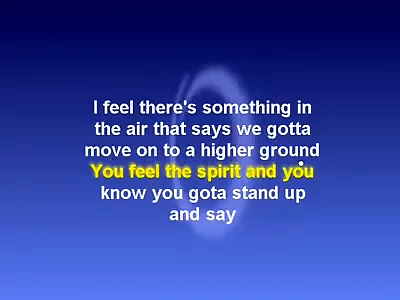 I feel there's something in
the air that says we gotta
move on to a higher ground
You feel the spirit and you
know you gota stand up
and say